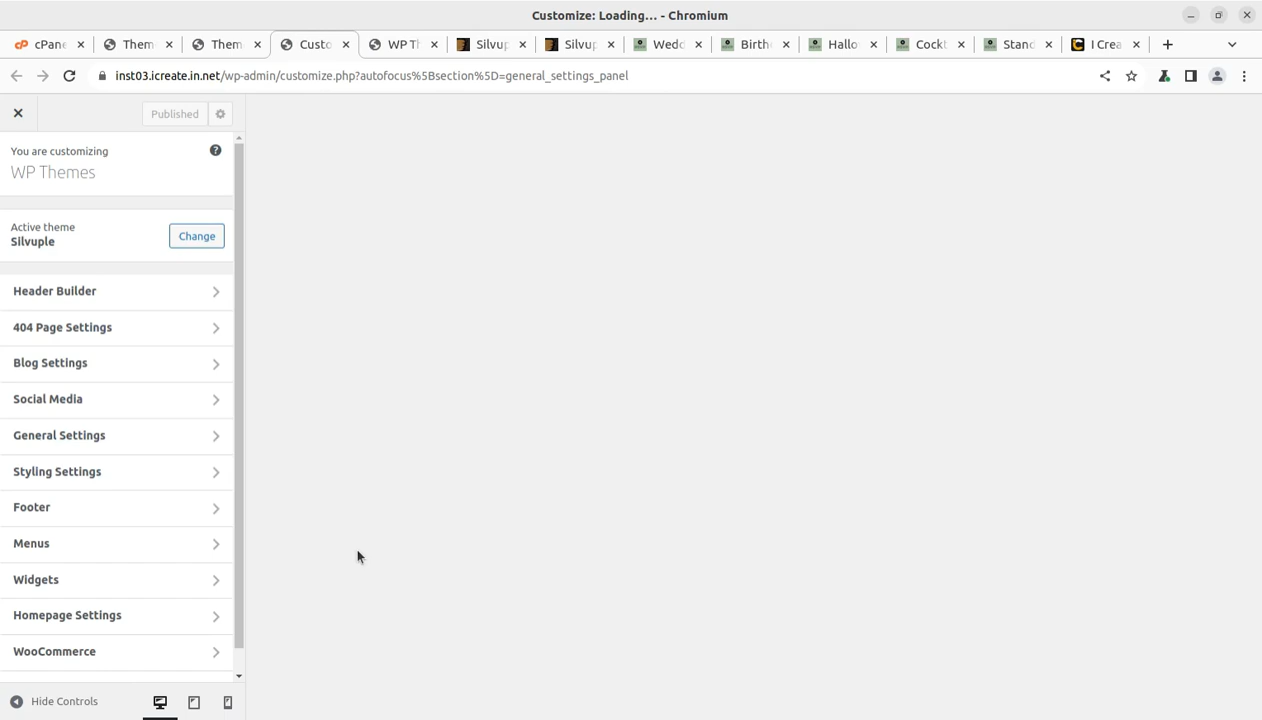 Customize: Loading... - Chromium
cPane
Them
Them
Custo
WP Th
Silvup
Silvup
Wedd
Birth
Hallo
Cockt
Stand
I Crea
inst03.icreate.in.net/wp-admin/customize.php?autofocus%5Bsection%5D=general_settings_panel
Published
You are customizing
WP Themes
Active theme
Silvuple
Change
Header Builder
404 Page Settings
Blog Settings
Social Media
General Settings
Styling Settings
Footer
Menus
Widgets
Homepage Settings
WooCommerce
Hide Controls